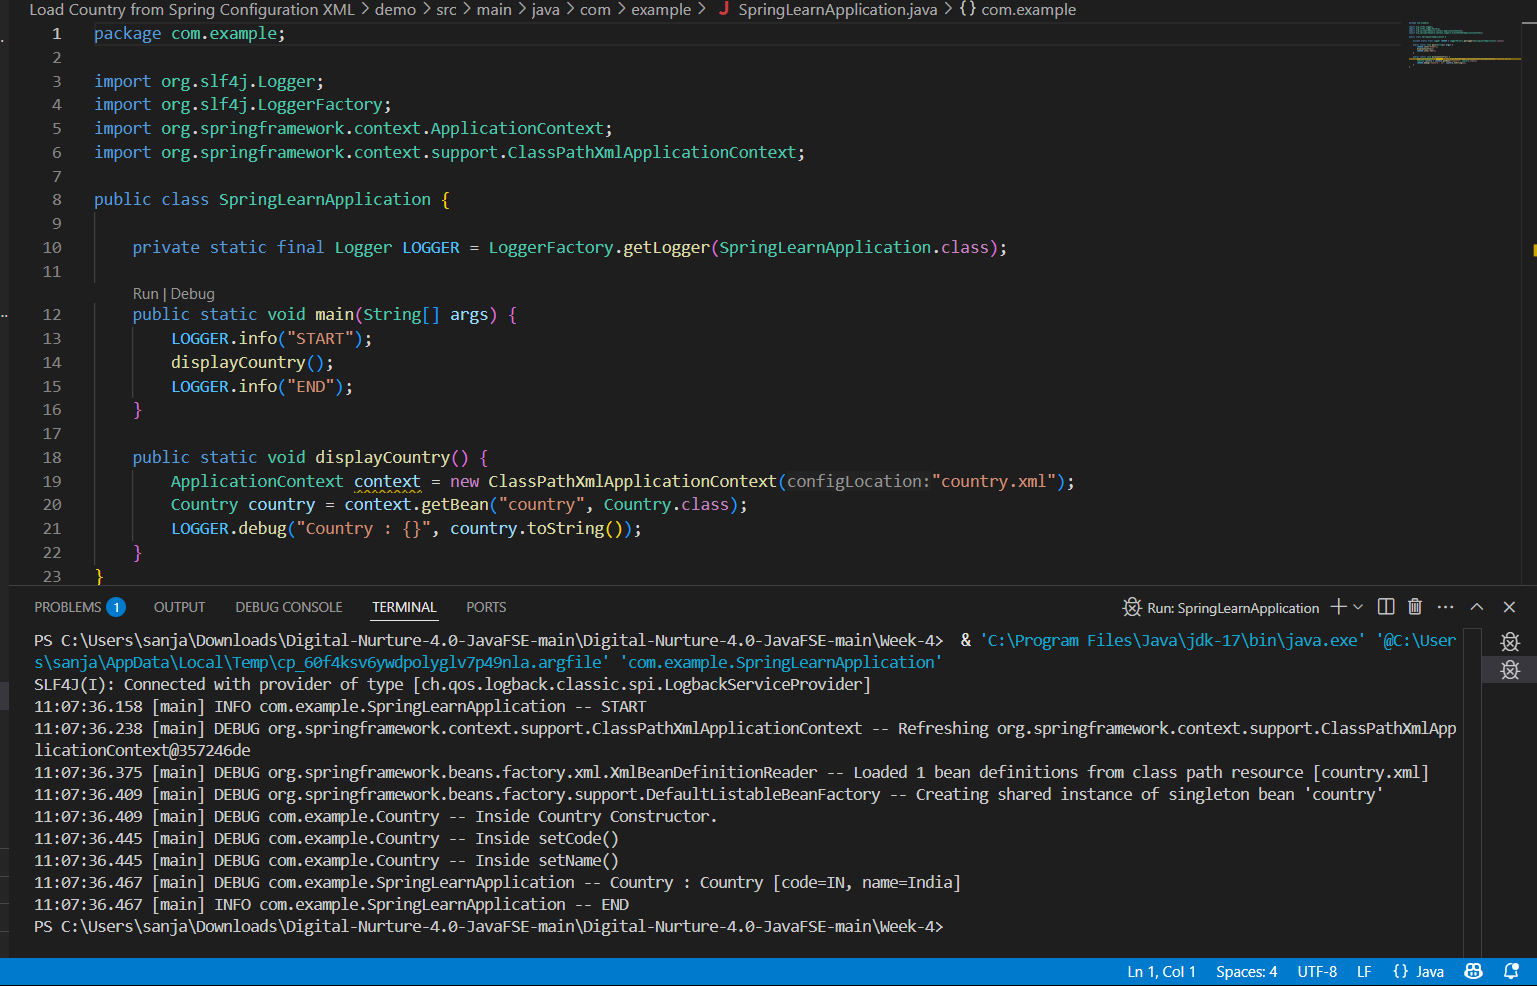 Load Country from Spring Configuration XML > demo > src > main > java > com > example > J SpringLearnApplication.java > {} com.example
1 package com.example;
2
3 import org.slf4j.Logger;
4 import org.slf4j.LoggerFactory;
5 import org.springframework.context.ApplicationContext;
6 import org.springframework.context.support.ClassPathXmlApplicationContext;
7
8 public class SpringLearnApplication {
9
10 private static final Logger LOGGER = LoggerFactory.getLogger(SpringLearnApplication.class);
11
Run | Debug
12 public static void main(String[] args) {
13 LOGGER.info("START");
14 displayCountry();
15 LOGGER.info("END");
16 }
17
18 public static void displayCountry() {
19 ApplicationContext context = new ClassPathXmlApplicationContext(configLocation:"country.xml");
20 Country country = context.getBean("country", Country.class);
21 LOGGER.debug("Country : {}", country.toString());
22 }
23 }
PROBLEMS 1 OUTPUT DEBUG CONSOLE TERMINAL PORTS Run: SpringLearnApplication
PS C:\Users\sanja\Downloads\Digital-Nurture-4.0-JavaFSE-main\Digital-Nurture-4.0-JavaFSE-main\Week-4> & 'C:\Program Files\Java\jdk-17\bin\java.exe' '@C:\User
s\sanja\AppData\Local\Temp\cp_60f4ksv6ywdpolyglv7p49nla.argfile' 'com.example.SpringLearnApplication'
SLF4J(I): Connected with provider of type [ch.qos.logback.classic.spi.LogbackServiceProvider]
11:07:36.158 [main] INFO com.example.SpringLearnApplication -- START
11:07:36.238 [main] DEBUG org.springframework.context.support.ClassPathXmlApplicationContext -- Refreshing org.springframework.context.support.ClassPathXmlApp
licationContext@357246de
11:07:36.375 [main] DEBUG org.springframework.beans.factory.xml.XmlBeanDefinitionReader -- Loaded 1 bean definitions from class path resource [country.xml]
11:07:36.409 [main] DEBUG org.springframework.beans.factory.support.DefaultListableBeanFactory -- Creating shared instance of singleton bean 'country'
11:07:36.409 [main] DEBUG com.example.Country -- Inside Country Constructor.
11:07:36.445 [main] DEBUG com.example.Country -- Inside setCode()
11:07:36.445 [main] DEBUG com.example.Country -- Inside setName()
11:07:36.467 [main] DEBUG com.example.SpringLearnApplication -- Country : Country [code=IN, name=India]
11:07:36.467 [main] INFO com.example.SpringLearnApplication -- END
PS C:\Users\sanja\Downloads\Digital-Nurture-4.0-JavaFSE-main\Digital-Nurture-4.0-JavaFSE-main\Week-4>
Ln 1, Col 1 Spaces: 4 UTF-8 LF {} Java